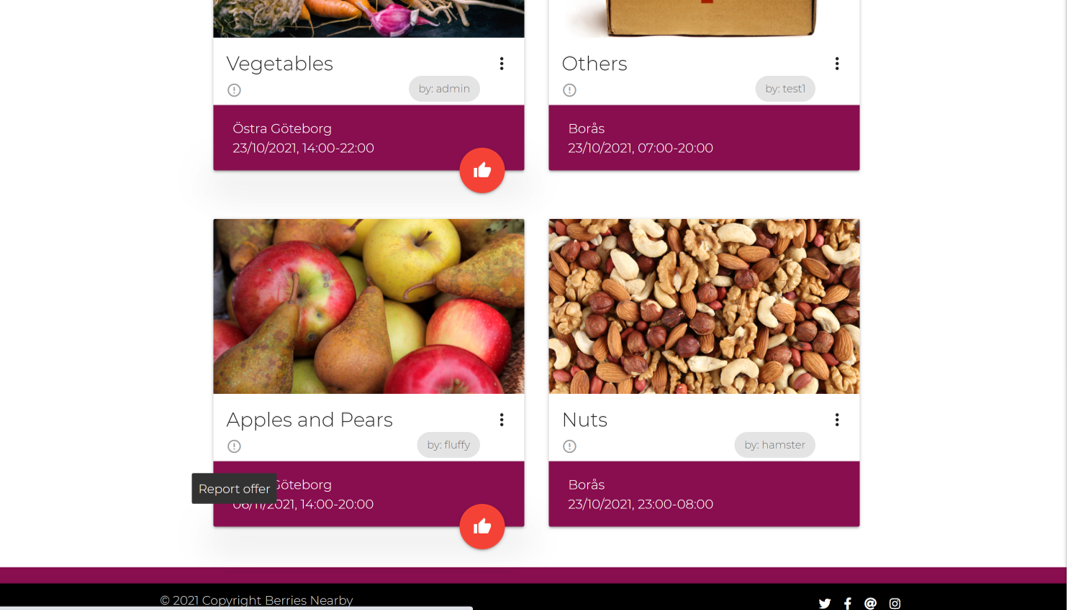 Vegetables
by: admin
Östra Göteborg
23/10/2021, 14:00-22:00
Others
by: test1
Borås
23/10/2021, 07:00-20:00
Apples and Pears
by: fluffy
Report offer
Göteborg
06/11/2021, 14:00-20:00
Nuts
by: hamster
Borås
23/10/2021, 23:00-08:00
© 2021 Copyright Berries Nearby